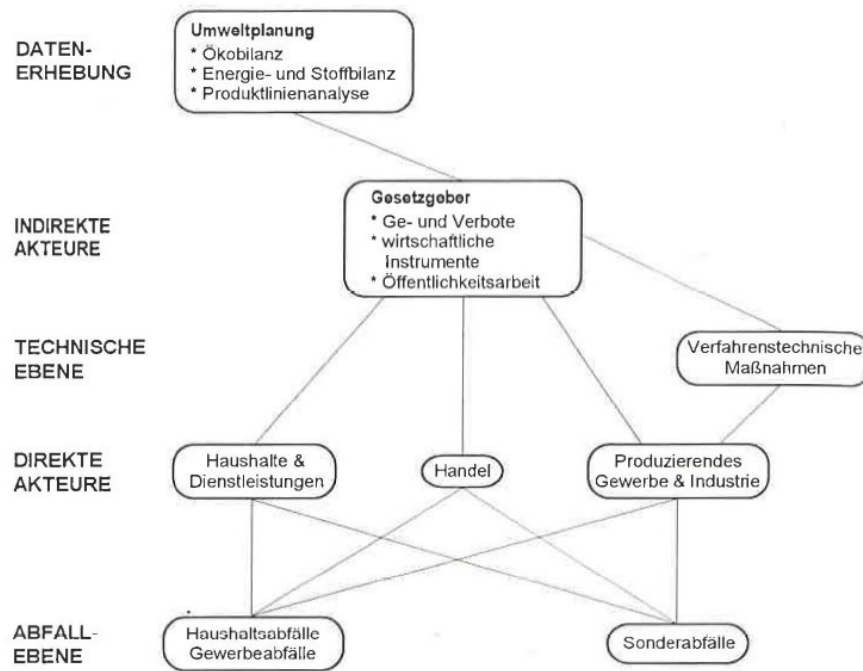 DATEN-
ERHEBUNG
Umweltplanung
* Ökobilanz
* Energie- und Stoffbilanz
* Produktlinienanalyse
INDIREKTE
AKTEURE
Gesetzgeber
* Ge- und Verbote
* wirtschaftliche
Instrumente
* Öffentlichkeitsarbeit
TECHNISCHE
EBENE
Verfahrenstechnische
Maßnahmen
DIREKTE
AKTEURE
Haushalte &
Dienstleistungen
Handel
Produzierendes
Gewerbe & Industrie
ABFALL-
EBENE
Haushaltsabfälle
Gewerbeabfälle
Sonderabfälle